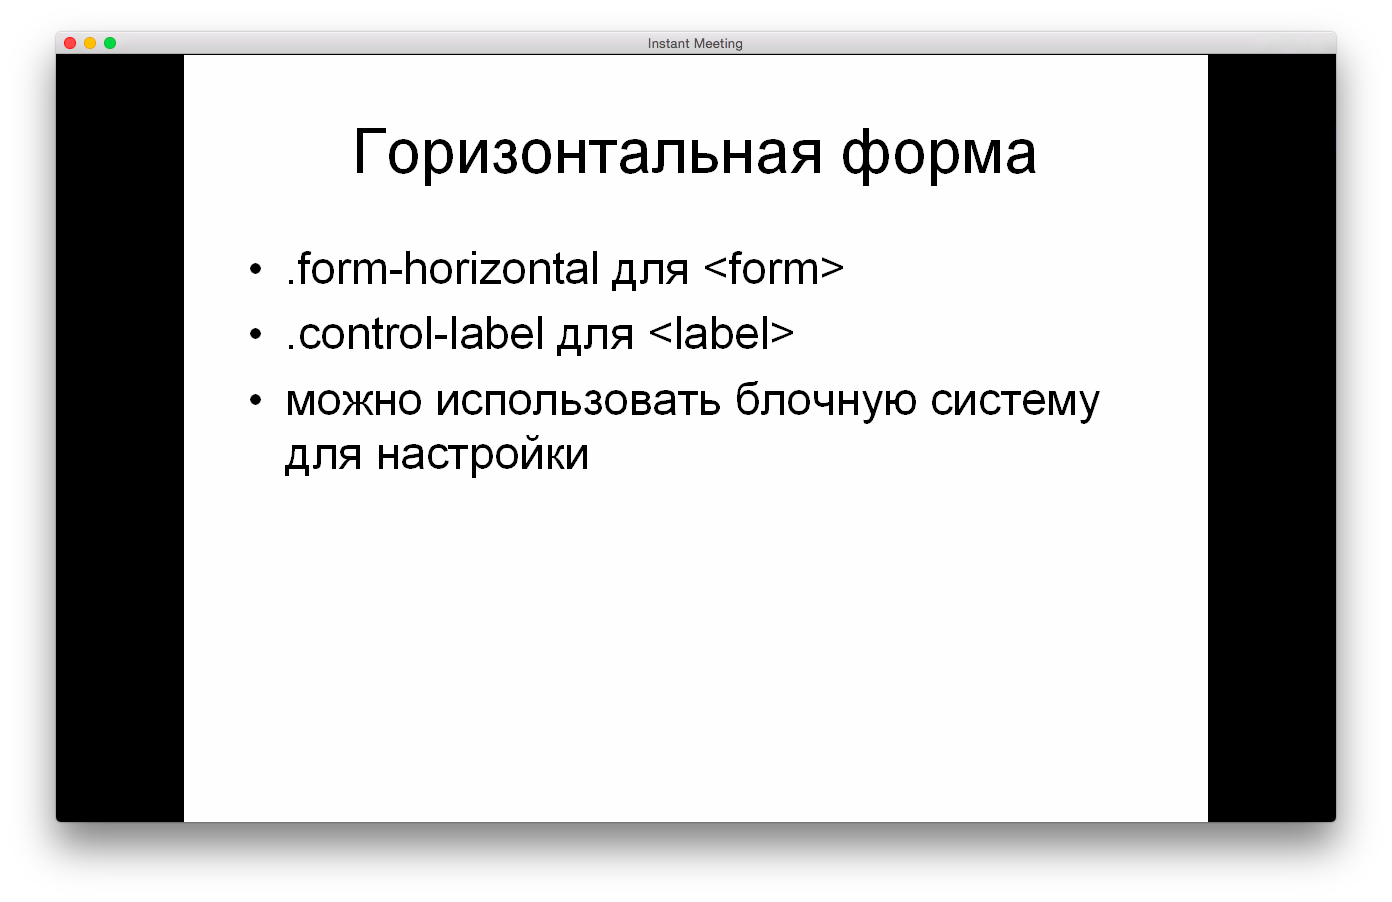 Instant Meeting
Горизонтальная форма
• .form-horizontal для <form>
• .control-label для <label>
• можно использовать блочную систему
для настройки